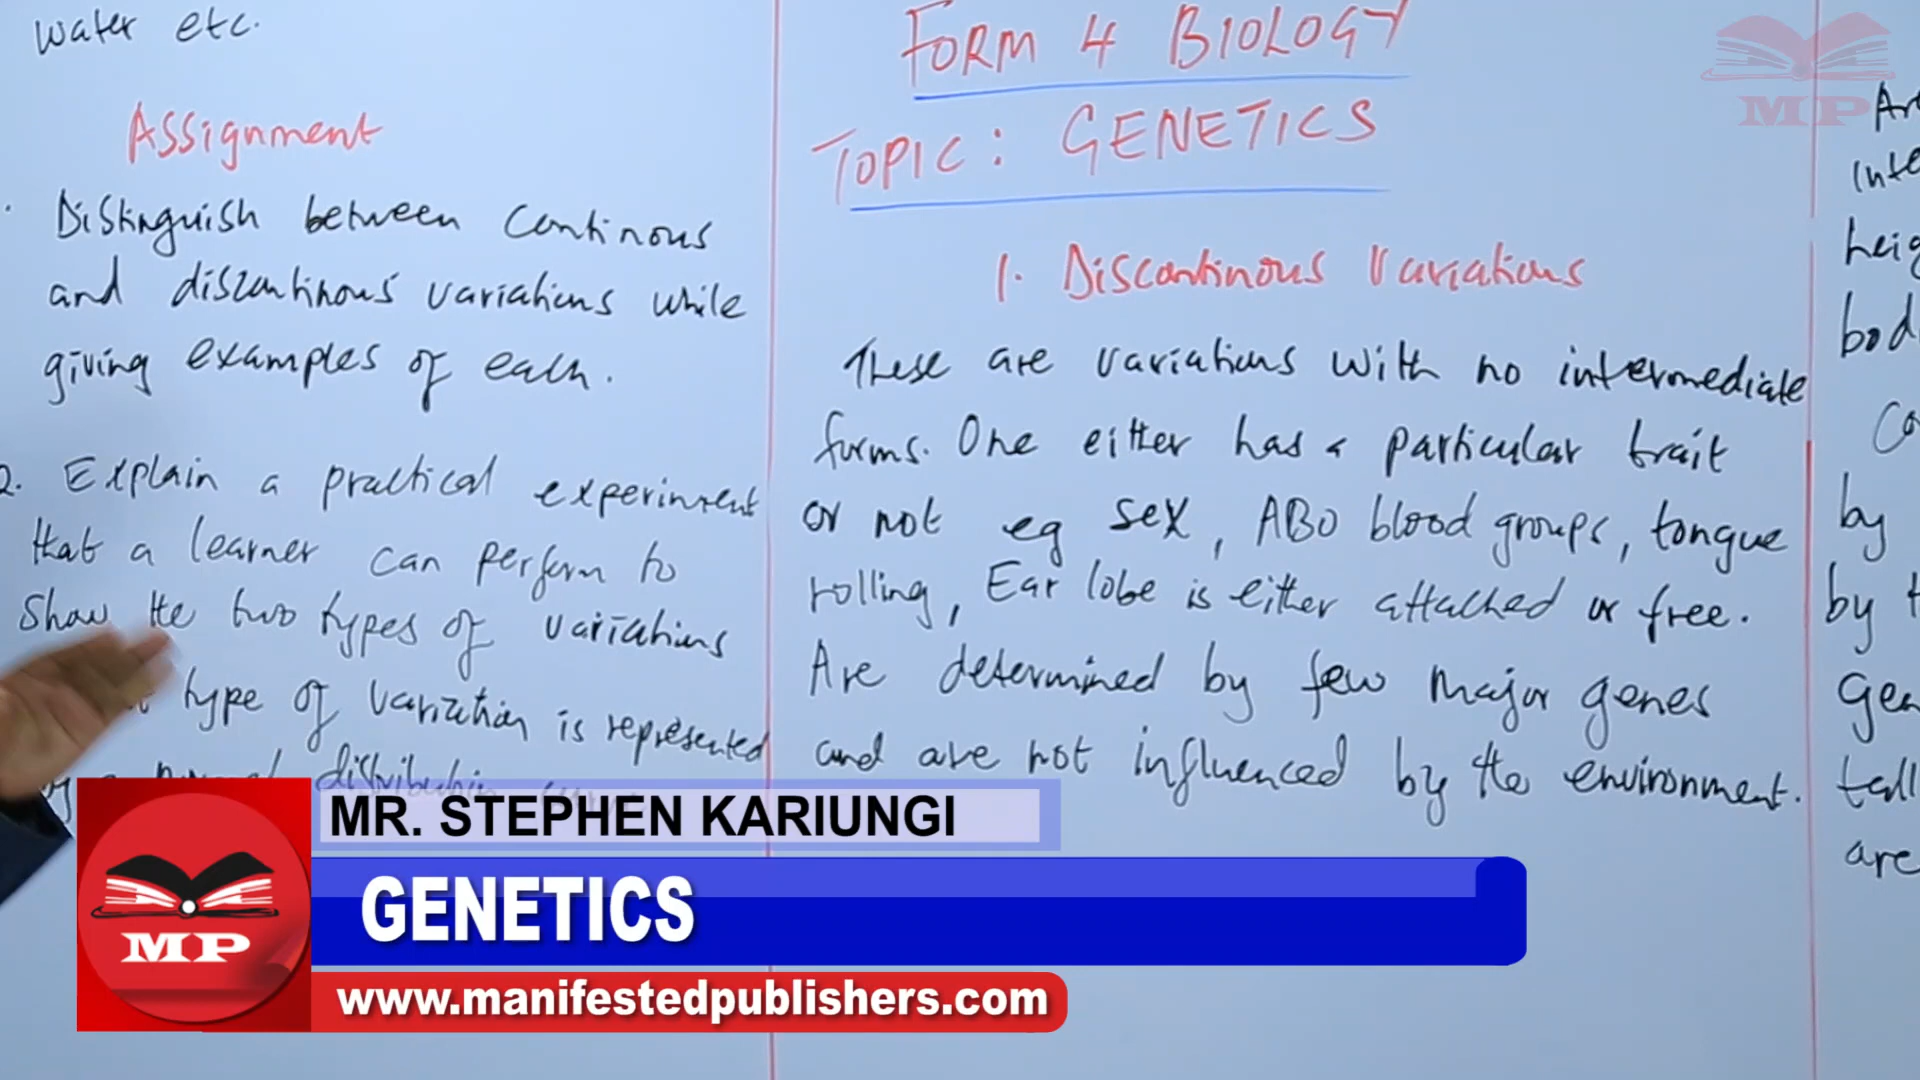 water etc.
Assignment
Distinguish between continous
and discontinous variations while
giving examples of each.
2. Explain a practical experiment
that a learner can perform to
show the two types of variations
type of variation is represented
distribution
FORM 4 BIOLOGY
TOPIC: GENETICS
1. Discontinous Variations
These are variations with no intermediate
forms. One either has a particular trait
or not eg sex, ABO blood groups, tongue
rolling, Ear lobe is either attached or free.
Are determined by few major genes
and are not influenced by the environment.
MP
by
by
are
MR. STEPHEN KARIUNGI
GENETICS
MP
www.manifestedpublishers.com